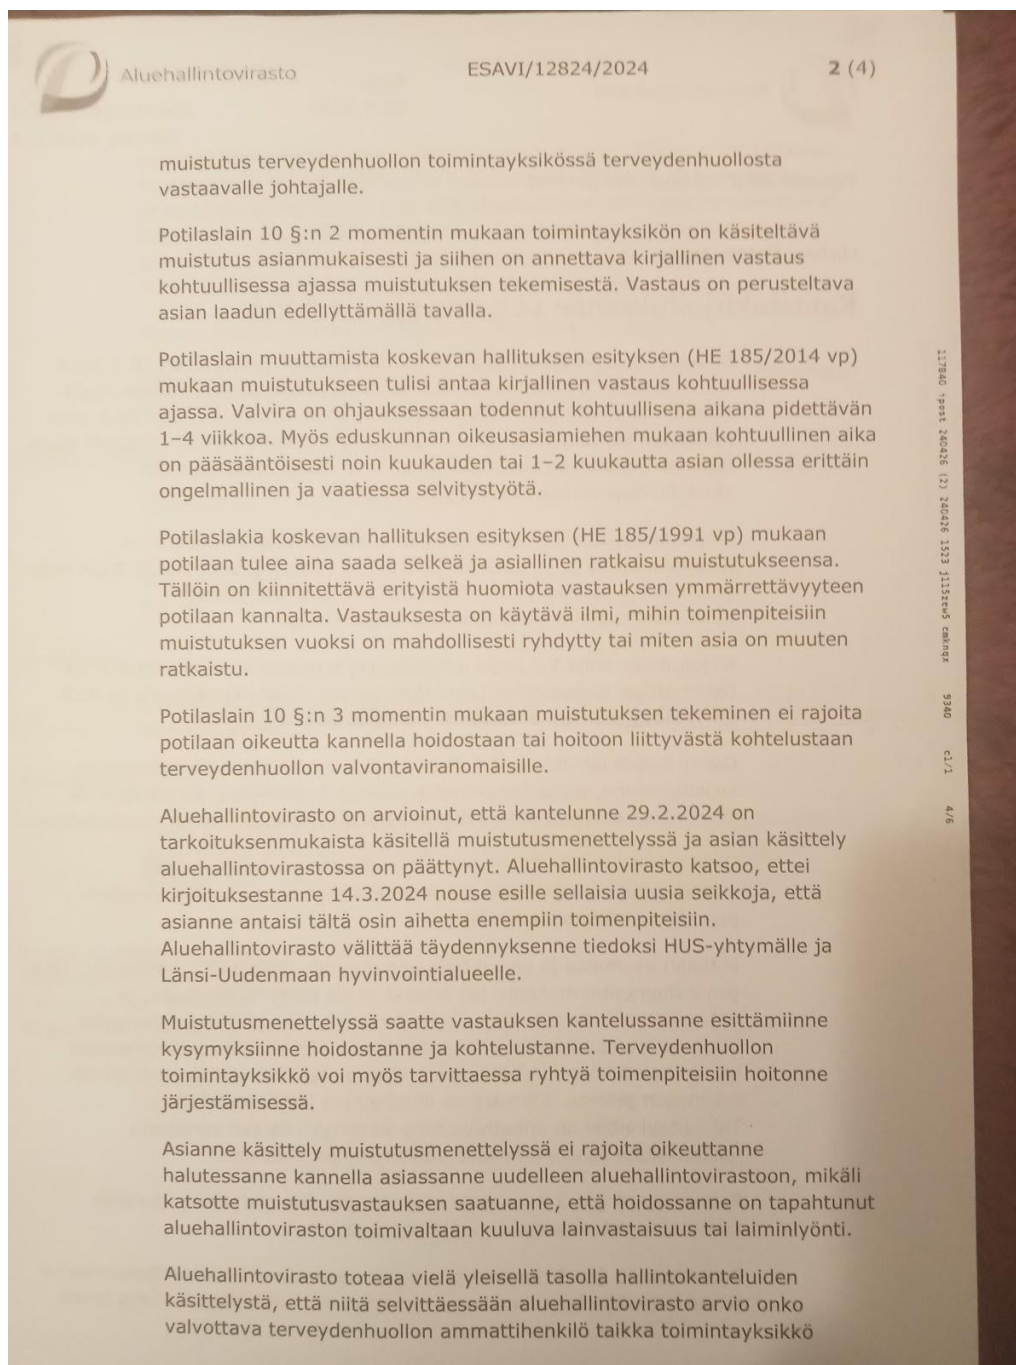 Aluehallintovirasto
ESAVI/12824/2024
2 (4)
muistutus terveydenhuollon toimintayksikössä terveydenhuollosta
vastaavalle johtajalle.
Potilaslain 10 §:n 2 momentin mukaan toimintayksikön on käsiteltävä
muistutus asianmukaisesti ja siihen on annettava kirjallinen vastaus
kohtuullisessa ajassa muistutuksen tekemisestä. Vastaus on perusteltava
asian laadun edellyttämällä tavalla.
Potilaslain muuttamista koskevan hallituksen esityksen (HE 185/2014 vp)
mukaan muistutukseen tulisi antaa kirjallinen vastaus kohtuullisessa
ajassa. Valvira on ohjauksessaan todennut kohtuullisena aikana pidettävän
1–4 viikkoa. Myös eduskunnan oikeusasiamiehen mukaan kohtuullinen aika
on pääsääntöisesti noin kuukauden tai 1–2 kuukautta asian ollessa erittäin
ongelmallinen ja vaatiessa selvitystyötä.
Potilaslakia koskevan hallituksen esityksen (HE 185/1991 vp) mukaan
potilaan tulee aina saada selkeä ja asiallinen ratkaisu muistutukseensa.
Tällöin on kiinnitettävä erityistä huomiota vastauksen ymmärrettävyyteen
potilaan kannalta. Vastauksesta on käytävä ilmi, mihin toimenpiteisiin
muistutuksen vuoksi on mahdollisesti ryhdytty tai miten asia on muuten
ratkaistu.
Potilaslain 10 §:n 3 momentin mukaan muistutuksen tekeminen ei rajoita
potilaan oikeutta kannella hoidostaan tai hoitoon liittyvästä kohtelustaan
terveydenhuollon valvontaviranomaisille.
Aluehallintovirasto on arvioinut, että kantelunne 29.2.2024 on
tarkoituksenmukaista käsitellä muistutusmenettelyssä ja asian käsittely
aluehallintovirastossa on päättynyt. Aluehallintovirasto katsoo, ettei
kirjoituksestanne 14.3.2024 nouse esille sellaisia uusia seikkoja, että
asianne antaisi tältä osin aihetta enempiin toimenpiteisiin.
Aluehallintovirasto välittää täydennyksenne tiedoksi HUS-yhtymälle ja
Länsi-Uudenmaan hyvinvointialueelle.
Muistutusmenettelyssä saatte vastauksen kantelussanne esittämiinne
kysymyksiinne hoidostanne ja kohtelustanne. Terveydenhuollon
toimintayksikkö voi myös tarvittaessa ryhtyä toimenpiteisiin hoitonne
järjestämisessä.
Asianne käsittely muistutusmenettelyssä ei rajoita oikeuttanne
halutessanne kannella asiassanne uudelleen aluehallintovirastoon, mikäli
katsotte muistutusvastauksen saatuanne, että hoidossanne on tapahtunut
aluehallintoviraston toimivaltaan kuuluva lainvastaisuus tai laiminlyönti.
Aluehallintovirasto toteaa vielä yleisellä tasolla hallintokanteluiden
käsittelystä, että niitä selvittäessään aluehallintovirasto arvio onko
valvottava terveydenhuollon ammattihenkilö taikka toimintayksikkö
117840 ipost 240426 (2) 240426 1523 j115zew5 cmknqx 9340 c1/1 4/6